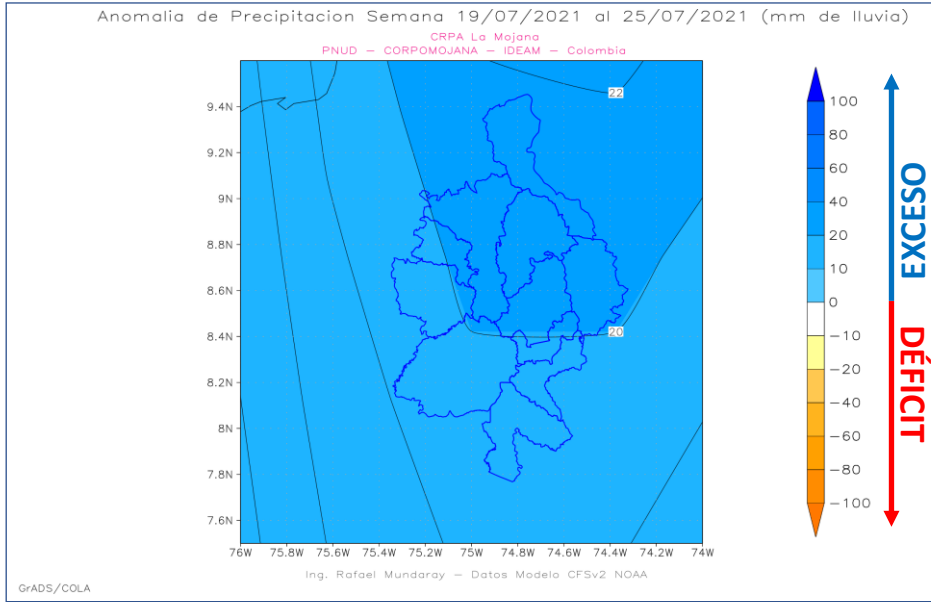 Anomalia de Precipitacion Semana 19/07/2021 al 25/07/2021 (mm de lluvia)
CRPA La Mojana
PNUD — CORPOMOJANA — IDEAM — Colombia
9.4N
9.2N
9N
8.8N
8.6N
8.4N
8.2N
8N
7.8N
7.6N
22
20
76W 75.8W 75.6W 75.4W 75.2W 75W 74.8W 74.6W 74.4W 74.2W 74W
100
80
60
40
20
10
0
−10
−20
−40
−60
−80
−100
EXCESO
DÉFICIT
Ing. Rafael Mundaray — Datos Modelo CFSv2 NOAA
GrADS/COLA